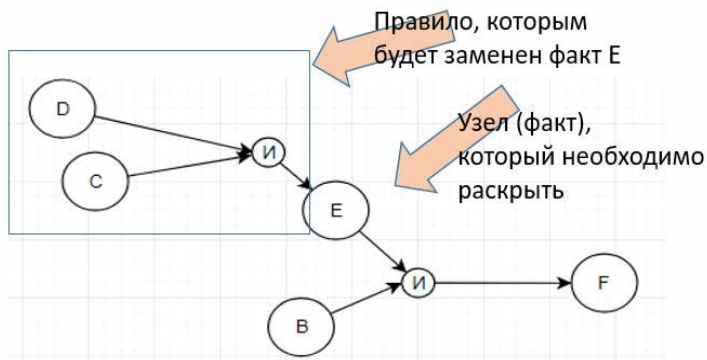 Правило, которым
будет заменен факт Е
D
И
C
Узел (факт),
который необходимо
раскрыть
E
И
F
B